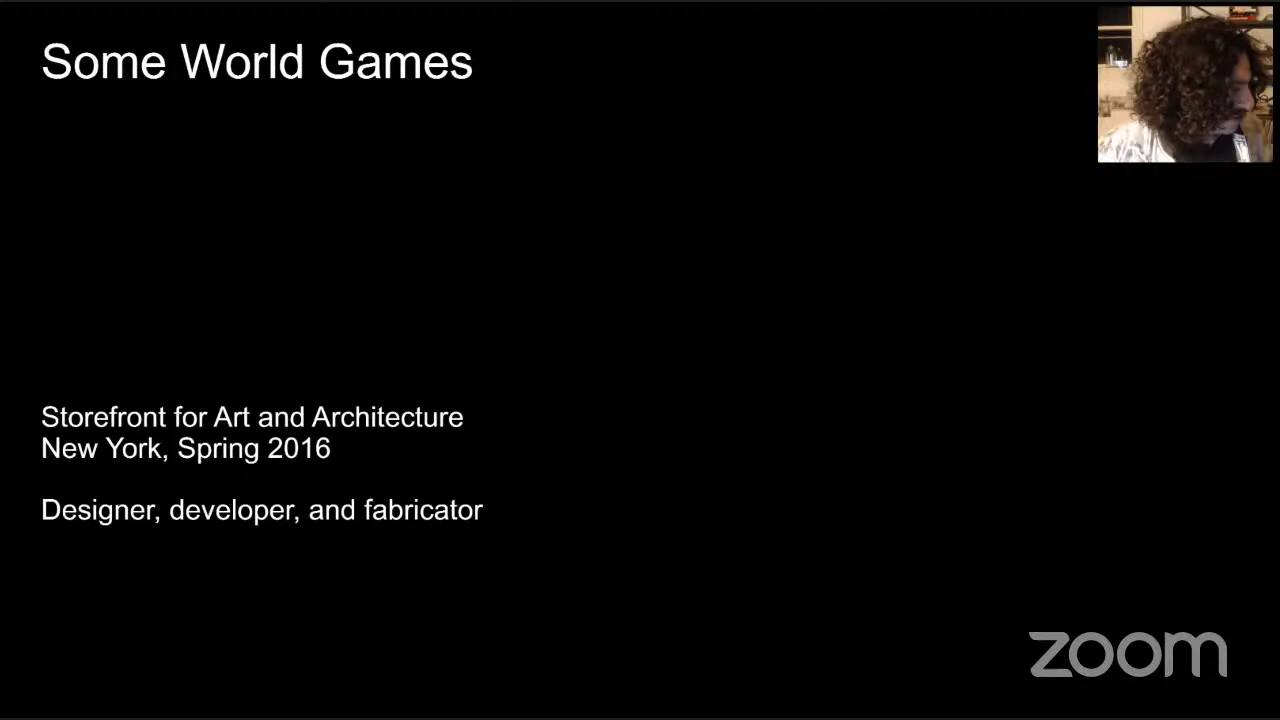 Some World Games
Storefront for Art and Architecture
New York, Spring 2016
Designer, developer, and fabricator
zoom